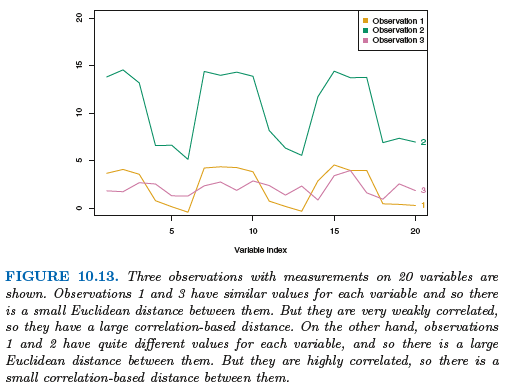 20
15
10
5
0
Observation 1
Observation 2
Observation 3
2
3
1
5
10
15
20
Variable Index
FIGURE 10.13. Three observations with measurements on 20 variables are
shown. Observations 1 and 3 have similar values for each variable and so there
is a small Euclidean distance between them. But they are very weakly correlated,
so they have a large correlation-based distance. On the other hand, observations
1 and 2 have quite different values for each variable, and so there is a large
Euclidean distance between them. But they are highly correlated, so there is a
small correlation-based distance between them.